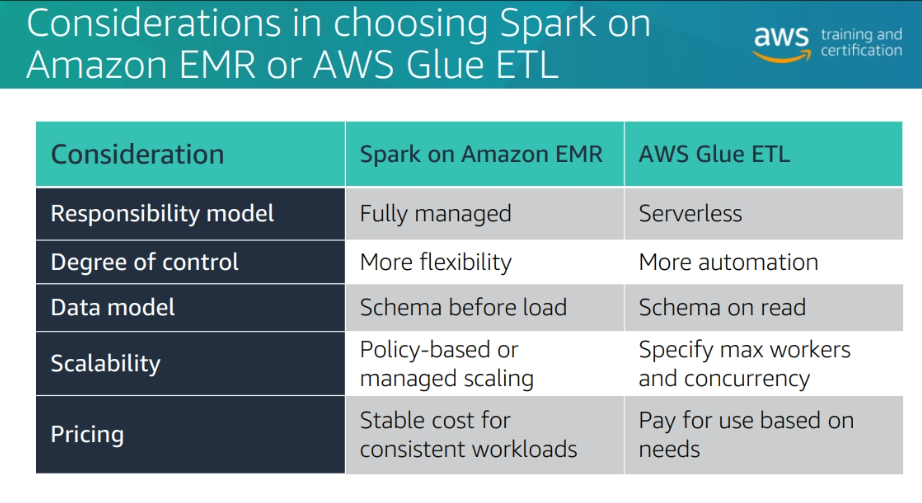 Considerations in choosing Spark on
Amazon EMR or AWS Glue ETL
aws training and
certification
Consideration Spark on Amazon EMR AWS Glue ETL
Responsibility model Fully managed Serverless
Degree of control More flexibility More automation
Data model Schema before load Schema on read
Scalability Policy-based or
managed scaling Specify max workers
and concurrency
Pricing Stable cost for
consistent workloads Pay for use based on
needs